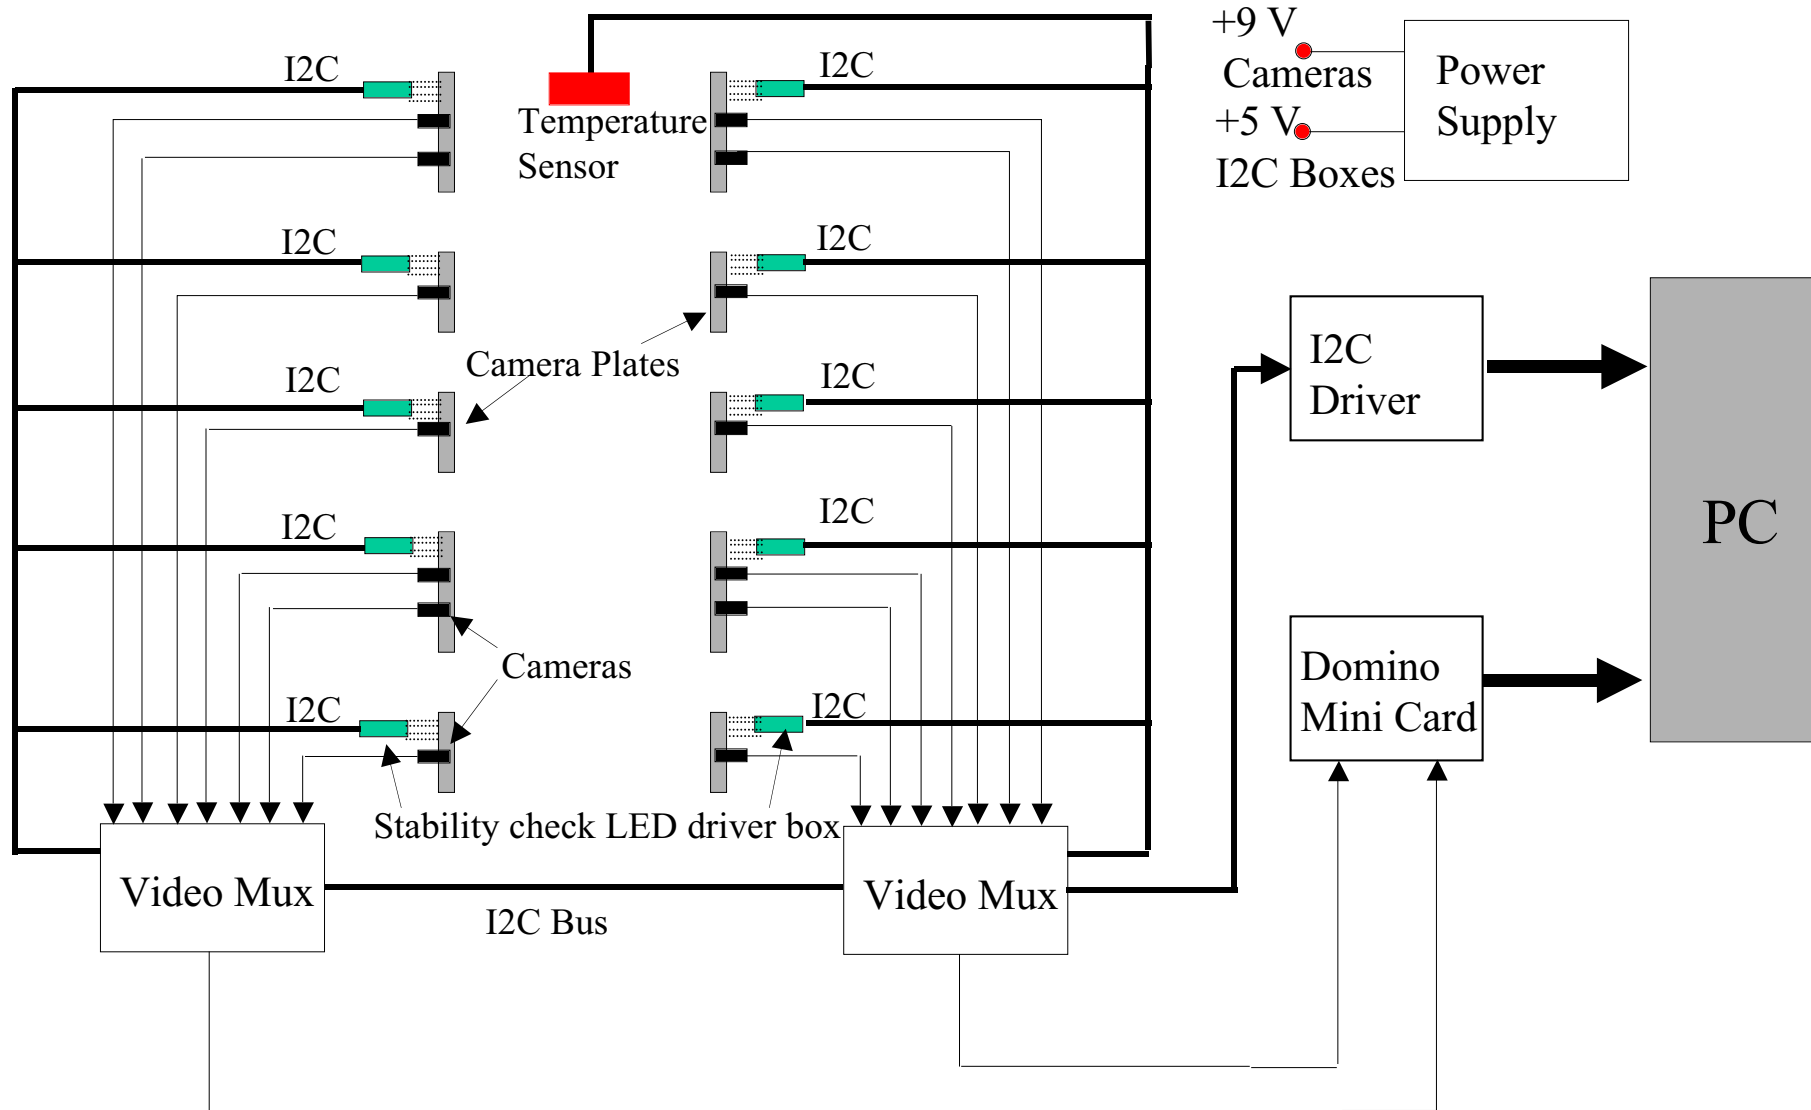 +9 V
Cameras
+5 V
I2C Boxes
Power
Supply
I2C
I2C
Temperature
Sensor
I2C
I2C
Camera Plates
I2C
I2C
I2C
I2C
Cameras
I2C
I2C
Stability check LED driver box
Video Mux
I2C Bus
Video Mux
I2C
Driver
Domino
Mini Card
PC